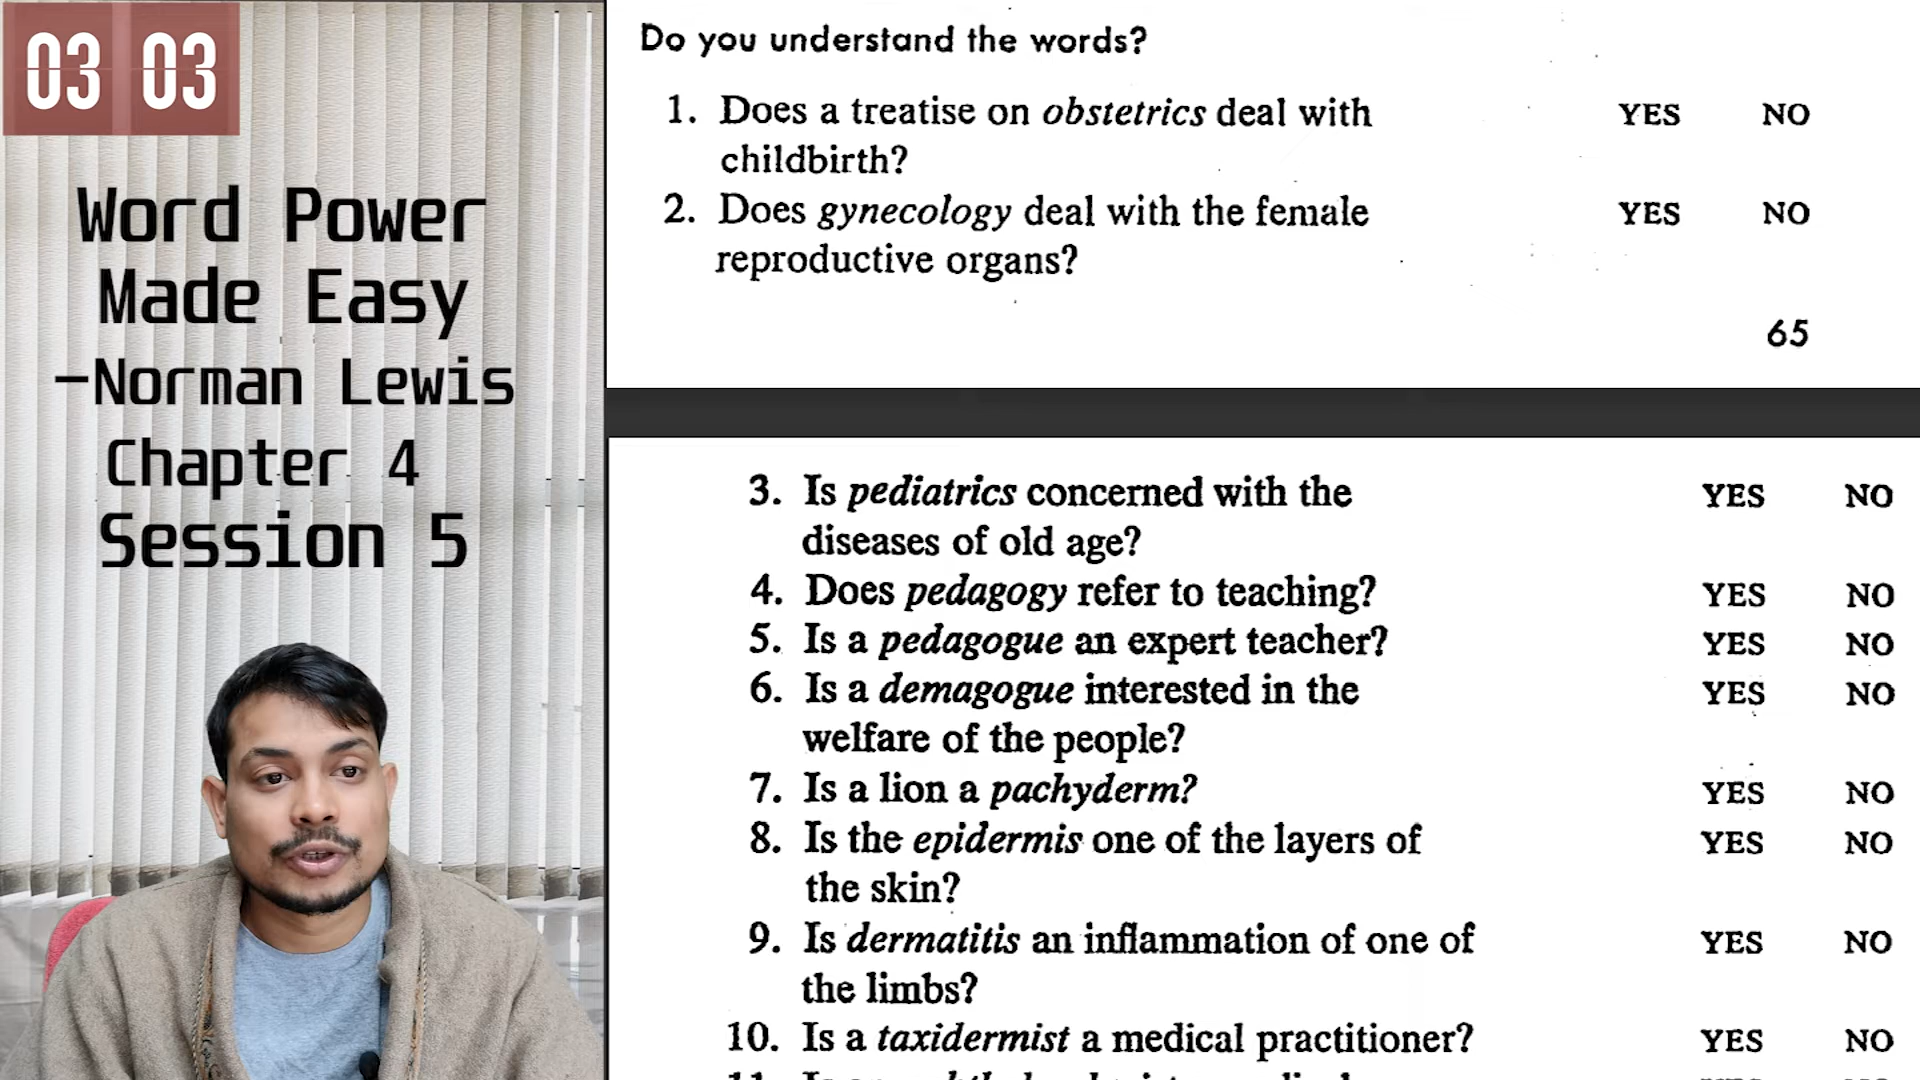 03 03
Word Power
Made Easy
-Norman Lewis
Chapter 4
Session 5
Do you understand the words?
1. Does a treatise on obstetrics deal with YES NO
childbirth?
2. Does gynecology deal with the female YES NO
reproductive organs?
65
3. Is pediatrics concerned with the YES NO
diseases of old age?
4. Does pedagogy refer to teaching? YES NO
5. Is a pedagogue an expert teacher? YES NO
6. Is a demagogue interested in the YES NO
welfare of the people?
7. Is a lion a pachyderm? YES NO
8. Is the epidermis one of the layers of YES NO
the skin?
9. Is dermatitis an inflammation of one of YES NO
the limbs?
10. Is a taxidermist a medical practitioner? YES NO